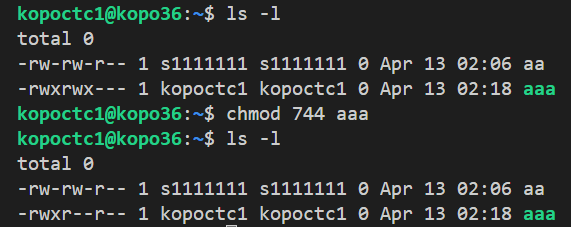 kopoctc1@kopo36:~$ ls -l
total 0
-rw-rw-r-- 1 s1111111 s1111111 0 Apr 13 02:06 aa
-rwxrwx--- 1 kopoctc1 kopoctc1 0 Apr 13 02:18 aaa
kopoctc1@kopo36:~$ chmod 744 aaa
kopoctc1@kopo36:~$ ls -l
total 0
-rw-rw-r-- 1 s1111111 s1111111 0 Apr 13 02:06 aa
-rwxr--r-- 1 kopoctc1 kopoctc1 0 Apr 13 02:18 aaa